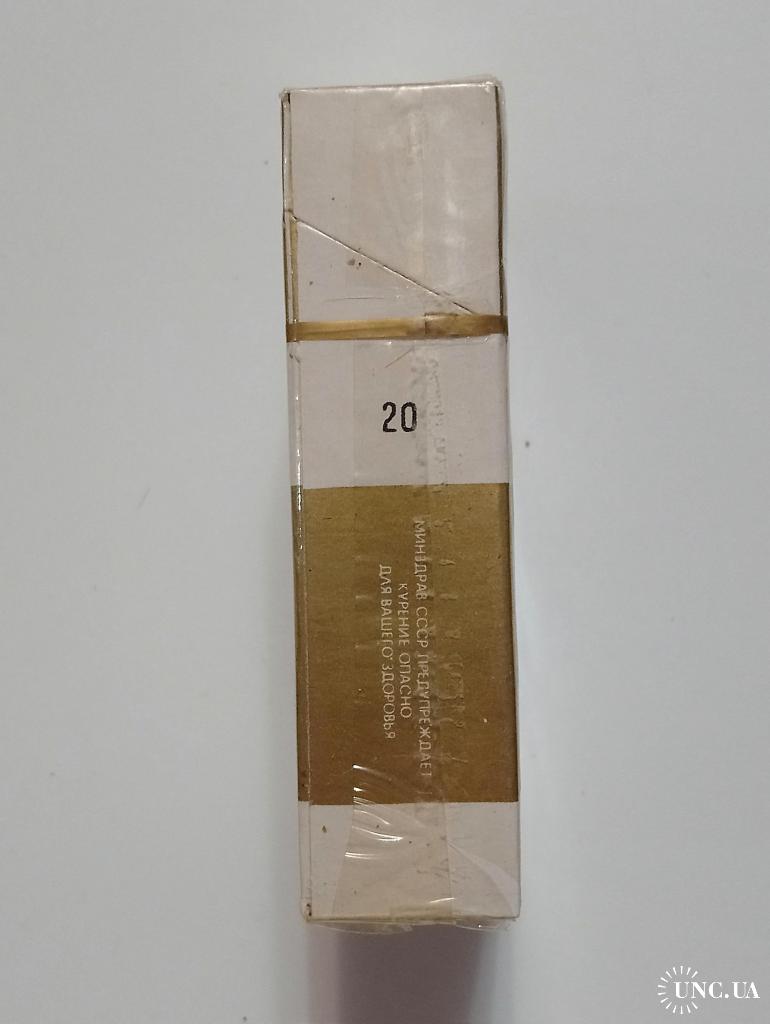 20
МИНЗДРАВ СССР ПРЕДУПРЕЖДАЕТ
КУРЕНИЕ ОПАСНО
ДЛЯ ВАШЕГО ЗДОРОВЬЯ
UNC.UA